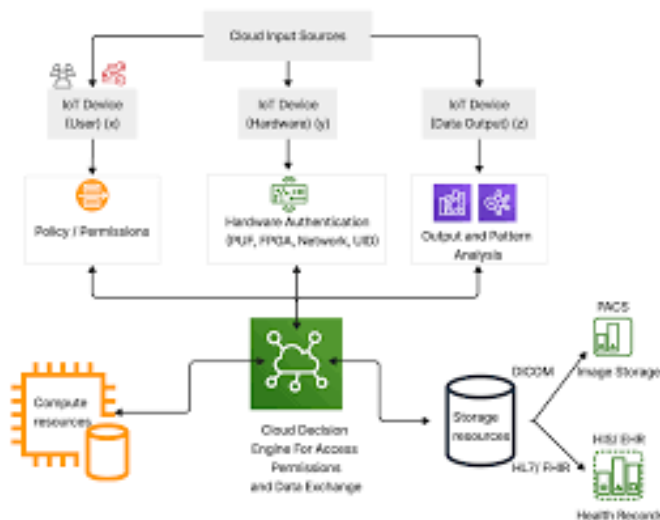 Cloud Input Sources
IoT Device
(User) (x)
IoT Device
(Hardware) (y)
IoT Device
(Data Output) (z)
Policy / Permissions
Hardware Authentication
(PUF, FPGA, Network, UID)
Output and Pattern
Analysis
PACS
Image Storage
DICOM
Compute
resources
Storage
resources
Cloud Decision
Engine For Access
Permissions
and Data Exchange
HIS/ EHR
HL7/ FHIR
Health Record